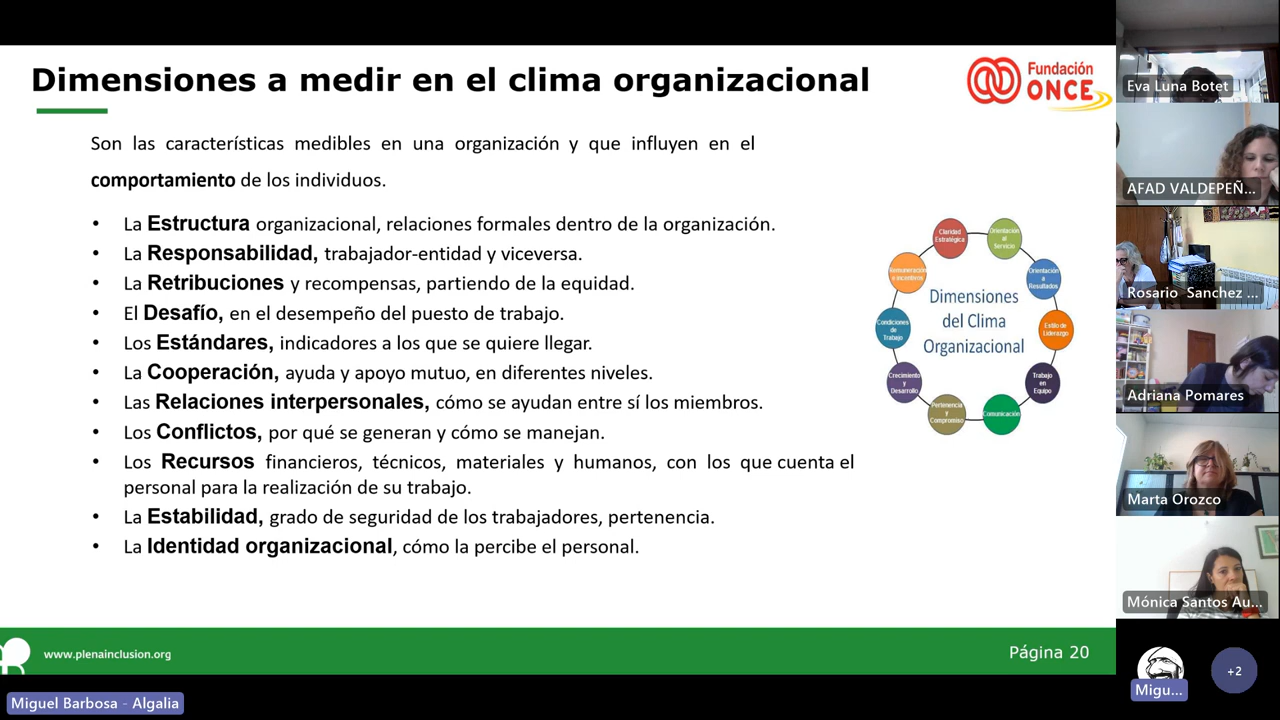 Dimensiones a medir en el clima organizacional
Fundación
ONCE
Son las características medibles en una organización y que influyen en el
comportamiento de los individuos.
• La Estructura organizacional, relaciones formales dentro de la organización.
• La Responsabilidad, trabajador-entidad y viceversa.
• La Retribuciones y recompensas, partiendo de la equidad.
• El Desafío, en el desempeño del puesto de trabajo.
• Los Estándares, indicadores a los que se quiere llegar.
• La Cooperación, ayuda y apoyo mutuo, en diferentes niveles.
• Las Relaciones interpersonales, cómo se ayudan entre sí los miembros.
• Los Conflictos, por qué se generan y cómo se manejan.
• Los Recursos financieros, técnicos, materiales y humanos, con los que cuenta el
personal para la realización de su trabajo.
• La Estabilidad, grado de seguridad de los trabajadores, pertenencia.
• La Identidad organizacional, cómo la percibe el personal.
Dimensiones
del Clima
Organizacional
Claridad
Estratégica
Orientación
al
Servicio
Orientación
a
Resultados
Estilo de
Liderazgo
Trabajo
en
Equipo
Comunicación
Pertenencia
y
Compromiso
Crecimiento
y
Desarrollo
Condiciones
de
Trabajo
Remuneración
e Incentivos
www.plenainclusion.org
Página 20
Miguel Barbosa - Algalia
Eva Luna Botet
AFAD VALDEPEÑ...
Rosario Sanchez ...
Adriana Pomares
Marta Orozco
Mónica Santos Au...
Migu...
+2